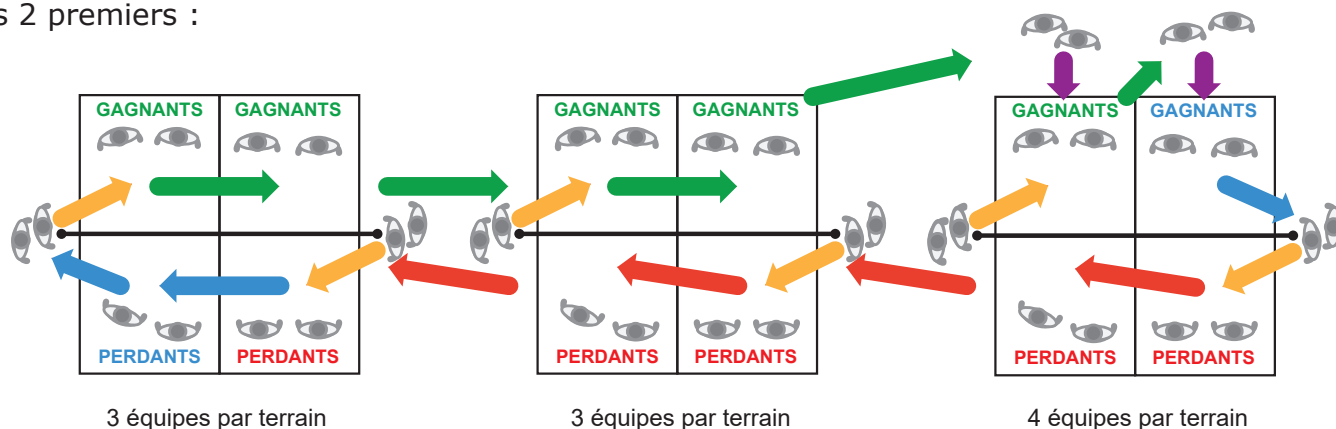 s 2 premiers :
GAGNANTS GAGNANTS
PERDANTS PERDANTS
3 équipes par terrain
GAGNANTS GAGNANTS
PERDANTS PERDANTS
3 équipes par terrain
GAGNANTS GAGNANTS
PERDANTS PERDANTS
4 équipes par terrain